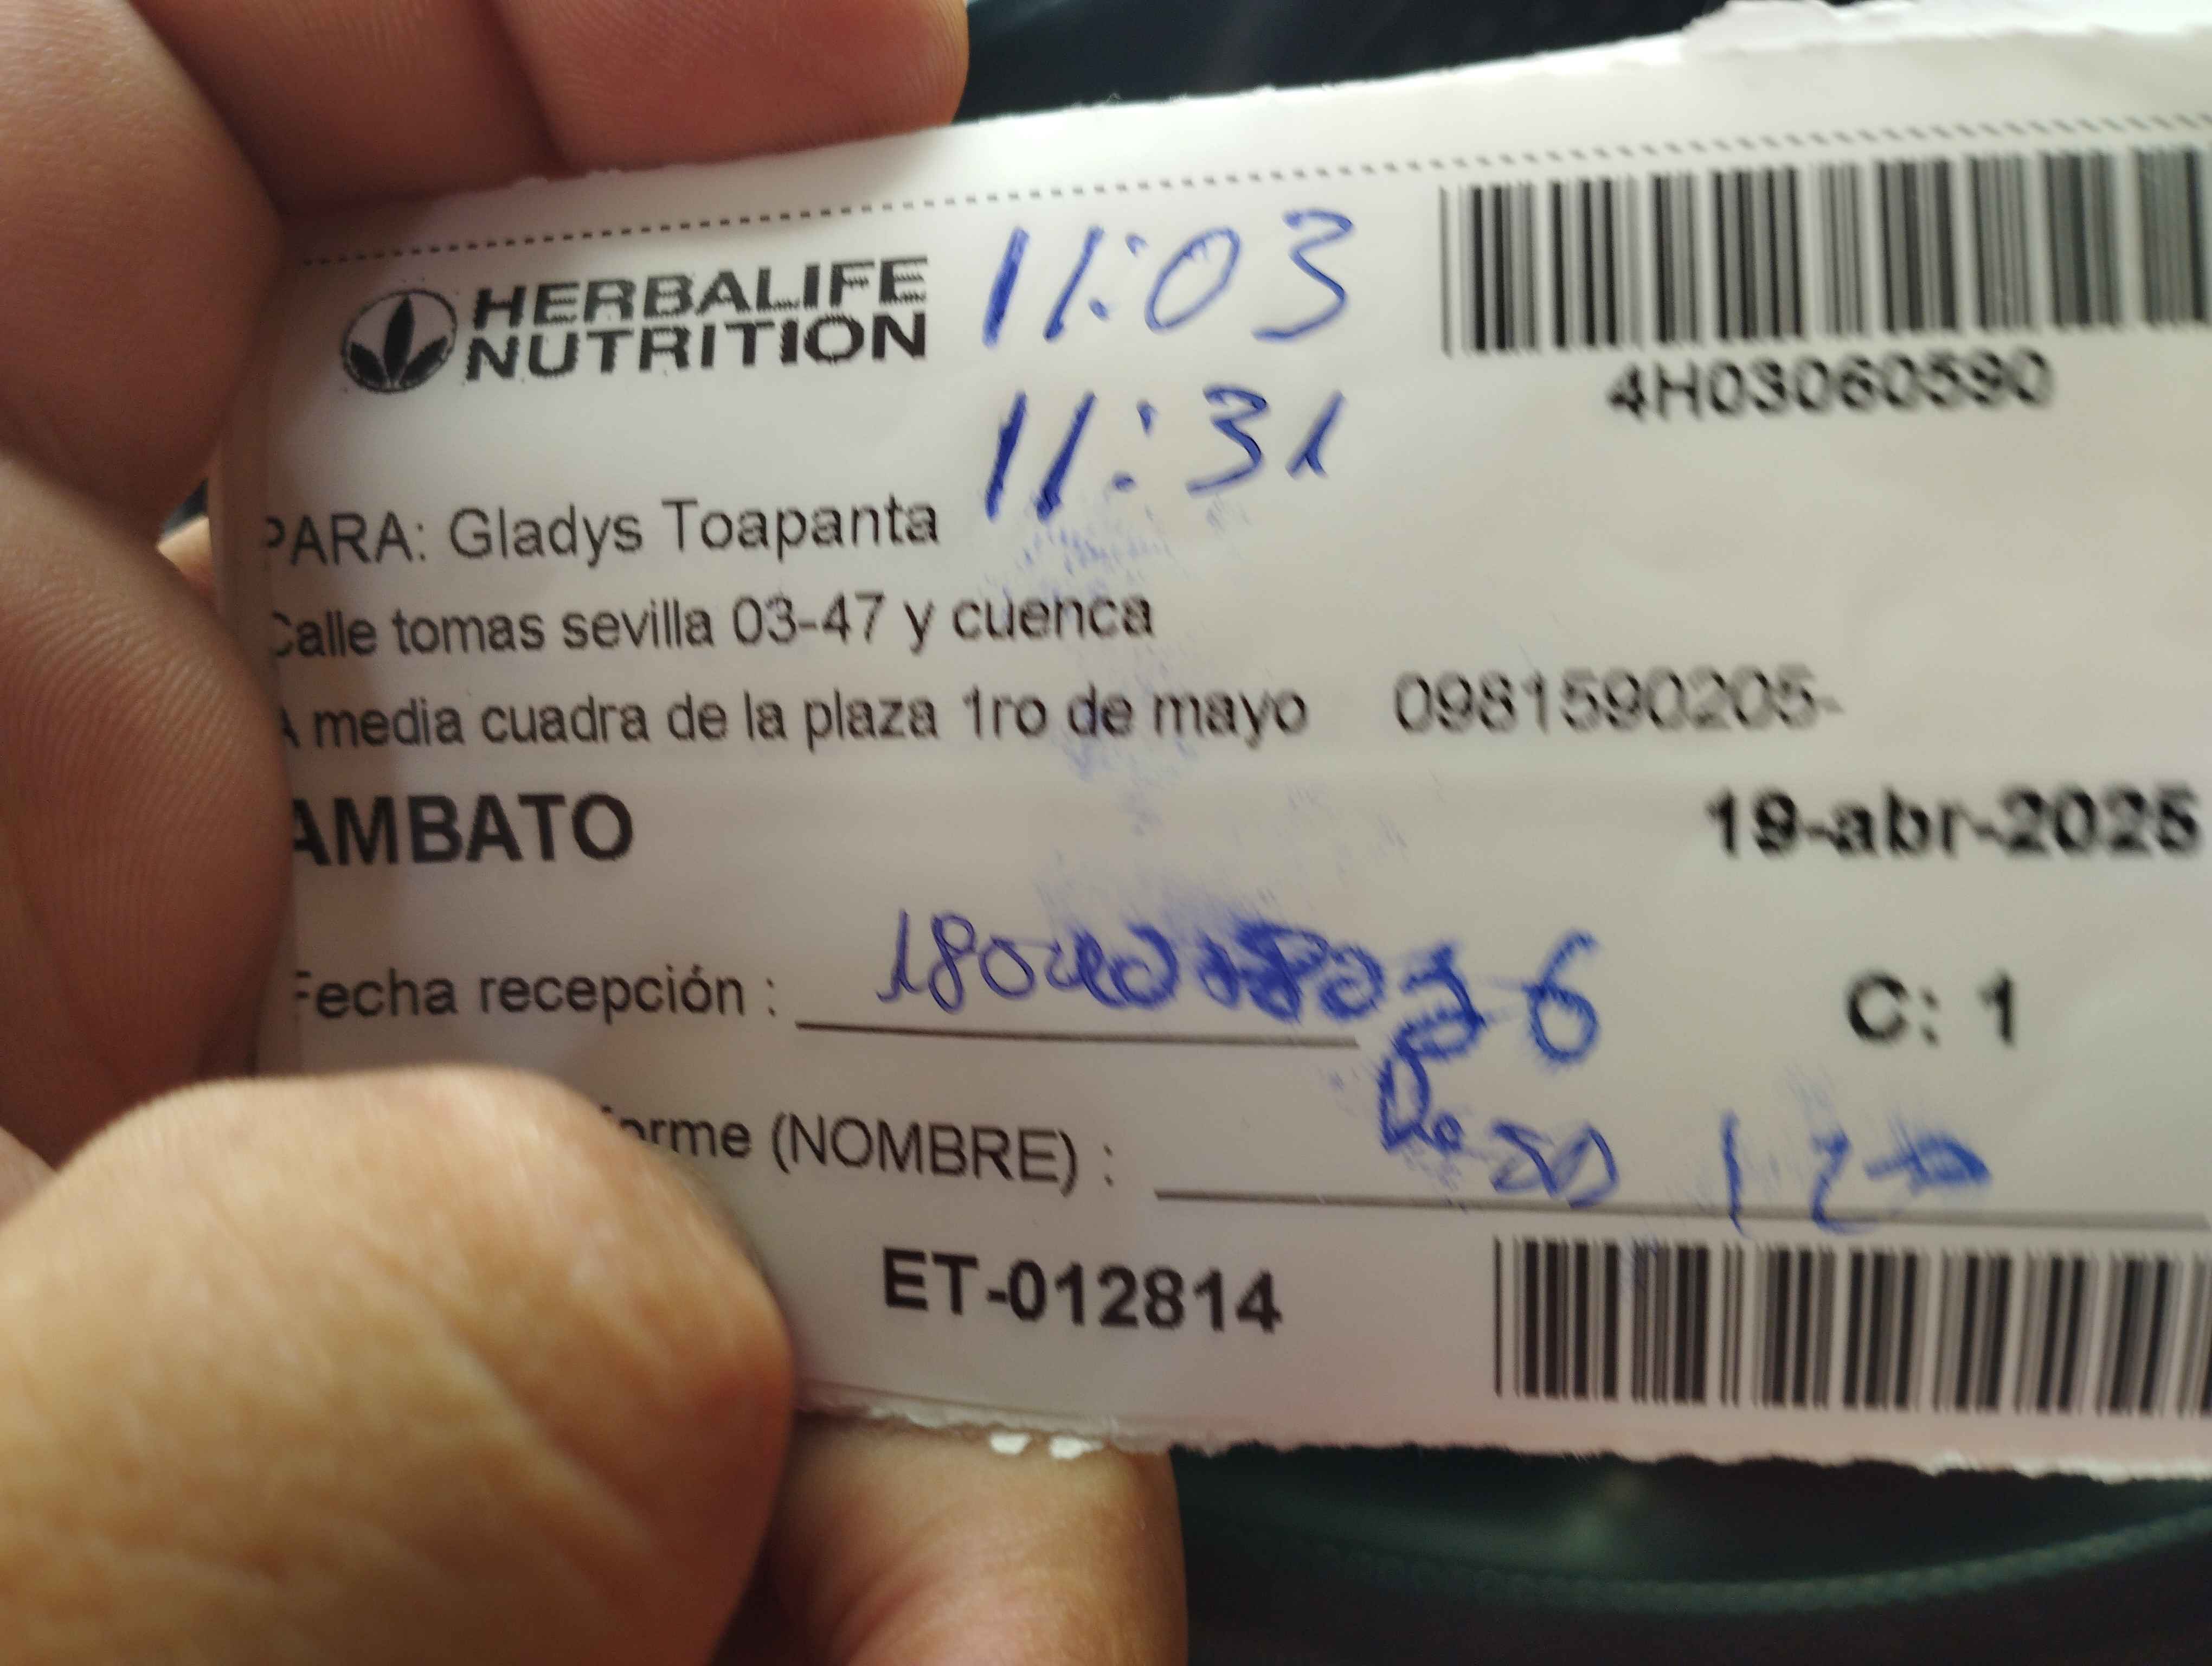 HERBALIFE
NUTRITION
11:03
11:31
4H03060590
PARA: Gladys Toapanta
Calle tomas sevilla 03-47 y cuenca
A media cuadra de la plaza 1ro de mayo 0981590205-
AMBATO
19-abr-2025
Fecha recepción :
C: 1
(NOMBRE) :
ET-012814